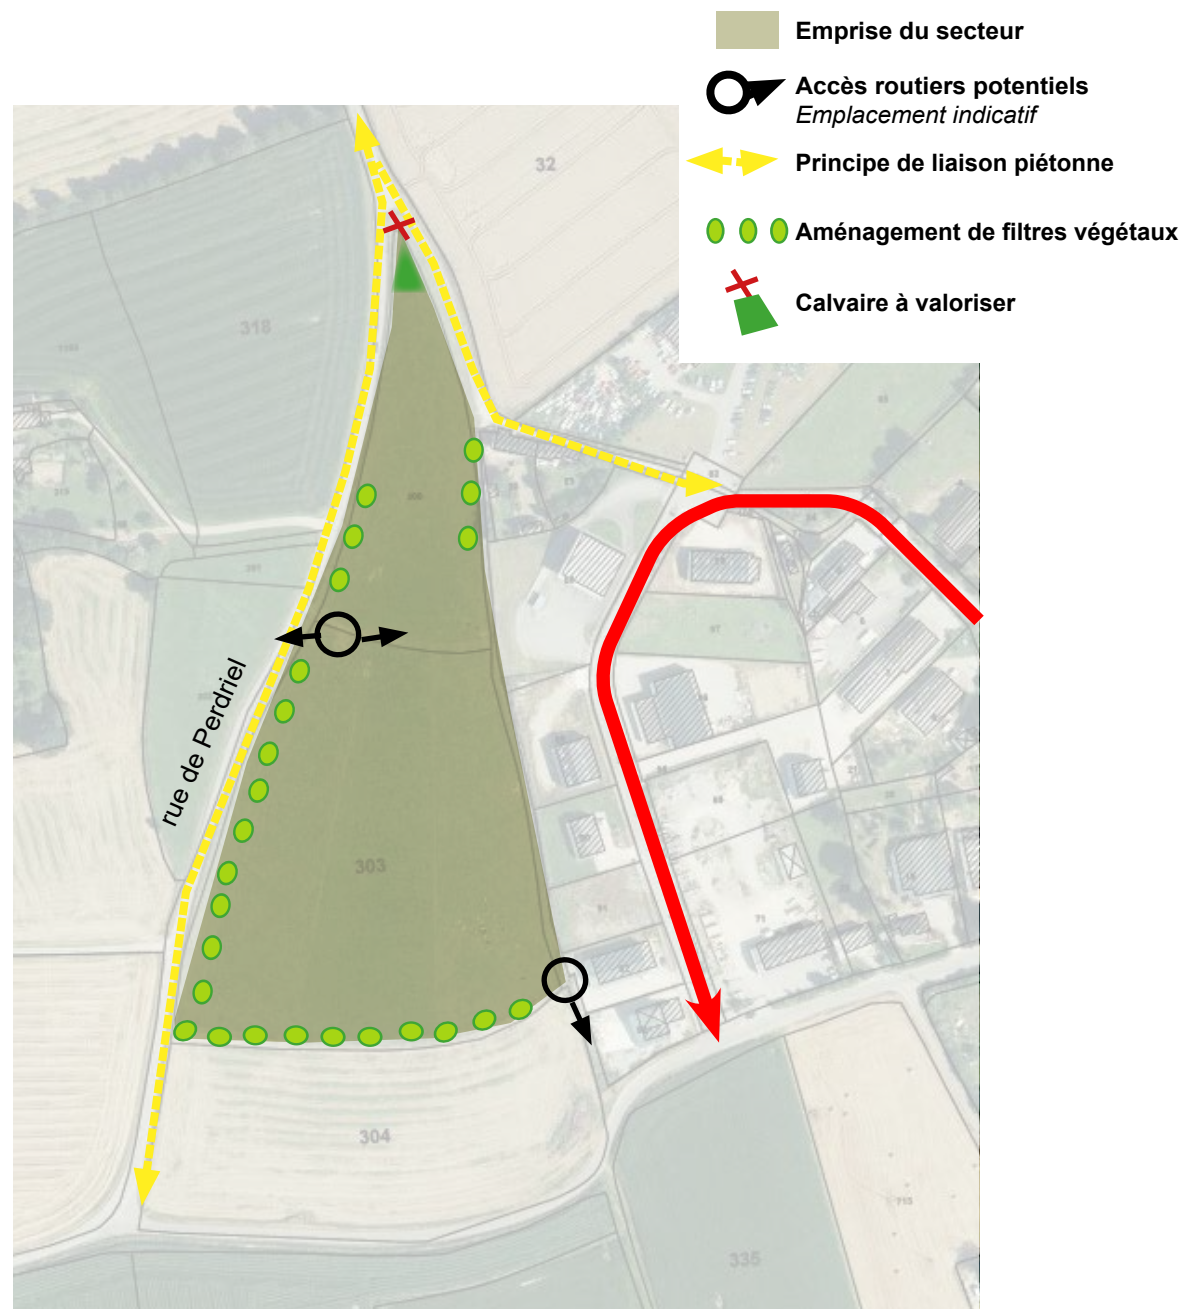 Emprise du secteur
Accès routiers potentiels
Emplacement indicatif
Principe de liaison piétonne
Aménagement de filtres végétaux
Calvaire à valoriser
32
318
rue de Perdriel
303
304
335